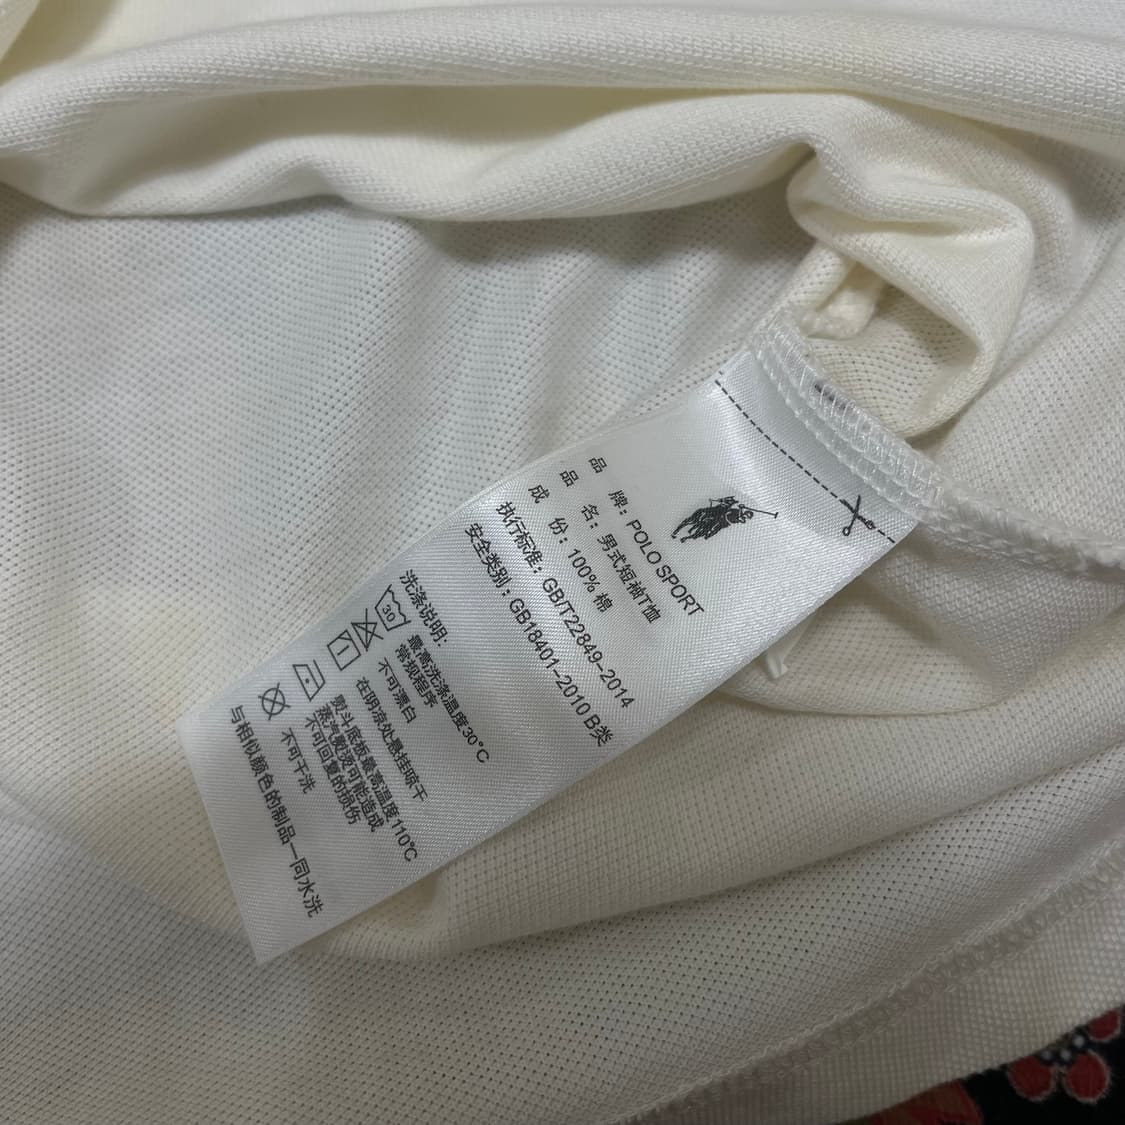 品 牌：POLO SPORT
品 名：男式短袖T恤
成 份：100% 棉
执行标准：GB/T22849-2014
安全类别：GB18401-2010 B类
洗涤说明：
30 最高洗涤温度30°C
常规程序
不可漂白
在阴凉处悬挂晾干
熨斗底板最高温度110°C
蒸汽熨烫可能造成
不可回复的损伤
不可干洗
与相似颜色的制品一同水洗